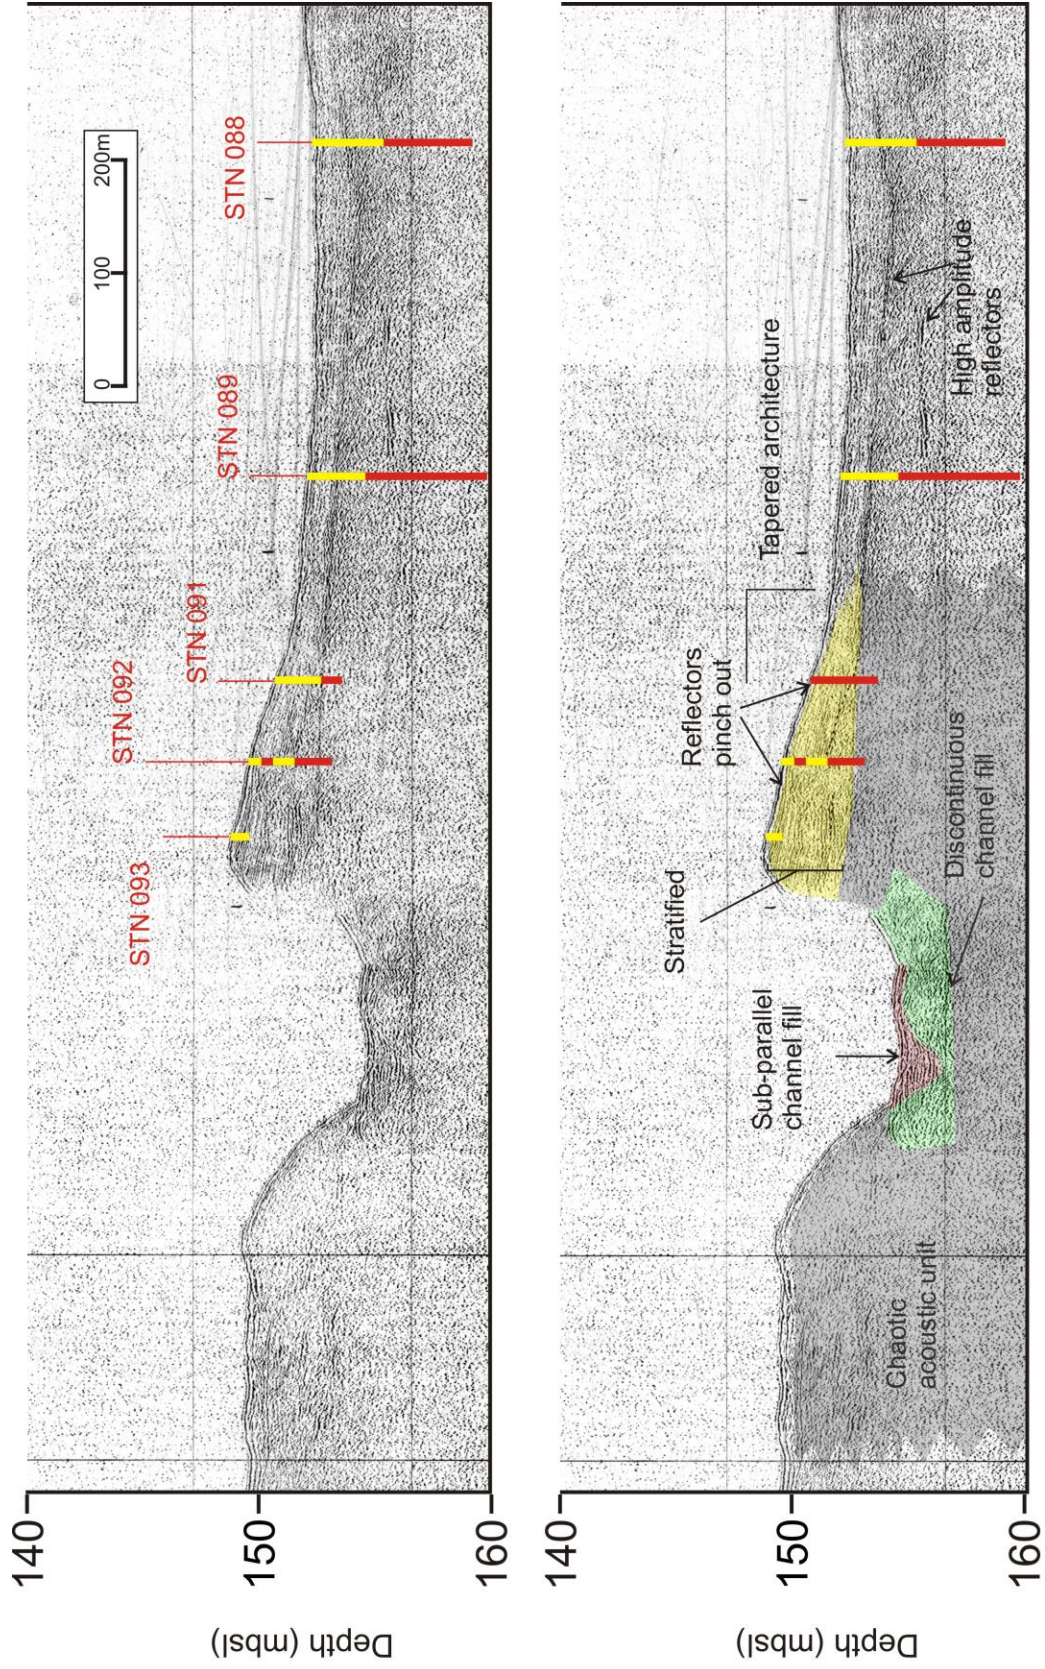 140
150
160
Depth (mbsl)
STN 093
STN 092
STN 091
STN 089
STN 088
0
100
200m
140
150
160
Depth (mbsl)
Chaotic
acoustic unit
Sub-parallel
channel fill
Stratified
Discontinuous
channel fill
Reflectors
pinch out
Tapered architecture
High amplitude
reflectors